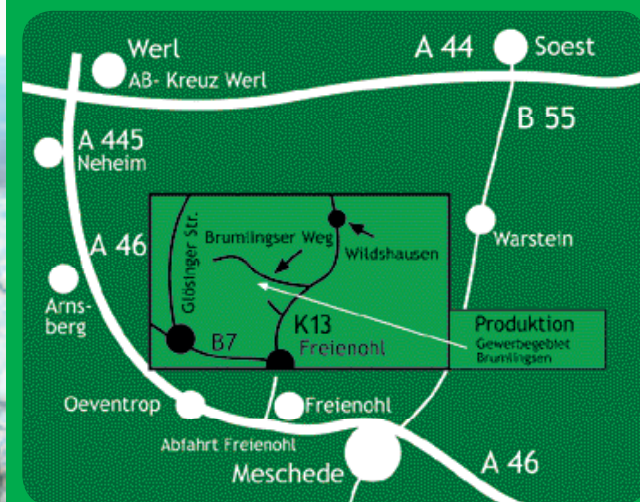 Werl
AB- Kreuz Werl
A 44
Soest
B 55
A 445
Neheim
A 46
Warstein
Arns-
berg
Glösinger Str.
Brumlingser Weg
Wildshausen
K13
B7
Freienohl
Produktion
Gewerbegebiet
Brumlingsen
Oeventrop
Freienohl
Abfahrt Freienohl
Meschede
A 46